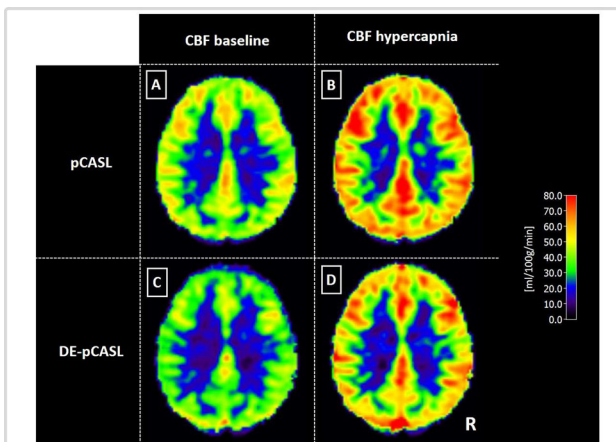 CBF baseline
CBF hypercapnia
A
B
pCASL
C
D
DE-pCASL
R
[ml/100g/min]
80.0
70.0
60.0
50.0
40.0
30.0
20.0
10.0
0.0